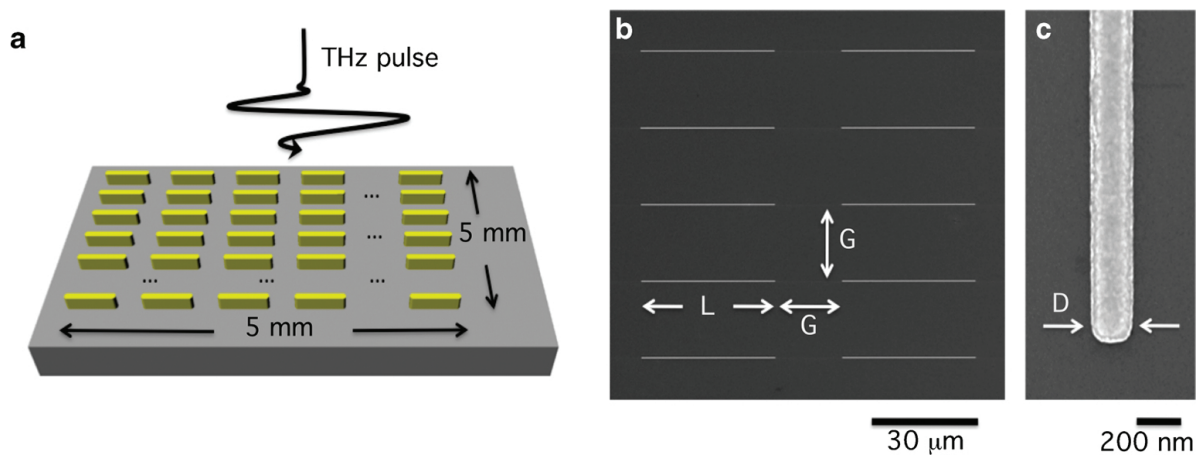 a
THz pulse
...
5 mm
...
... ... ...
5 mm
b
G
L
G
30 μm
c
D
200 nm